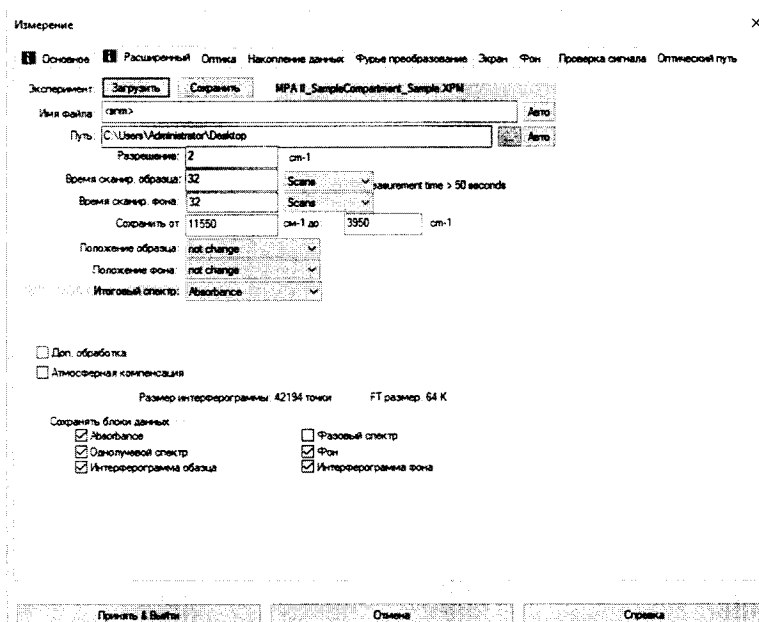 Измерение
Основное Расширенный Оптика Накопление данных Фурье преобразование Экран Фон Проверка сигнала Оптический путь
Эксперимент: Загрузить Сохранить MPA II_SampleCompartment_Sample.XPM
Имя файла: Авто
Путь: C:\Users\Administrator\Desktop ... Авто
Разрешение: 2 cm-1
Время сканир. образца: 32 Scans easurement time > 50 seconds
Время сканир. фона: 32 Scans
Сохранить от 11550 см-1 до: 3950 cm-1
Положение образца: not change
Положение фона: not change
Итоговый спектр: Absorbance
Доп. обработка
Атмосферная компенсация
Размер интерферограммы: 42194 точки FT размер: 64 K
Сохранять блоки данных
Absorbance Фазовый спектр
Однолучевой спектр Фон
Интерферограмма обазца Интерферограмма фона
Принять & Выйти Отмена Справка